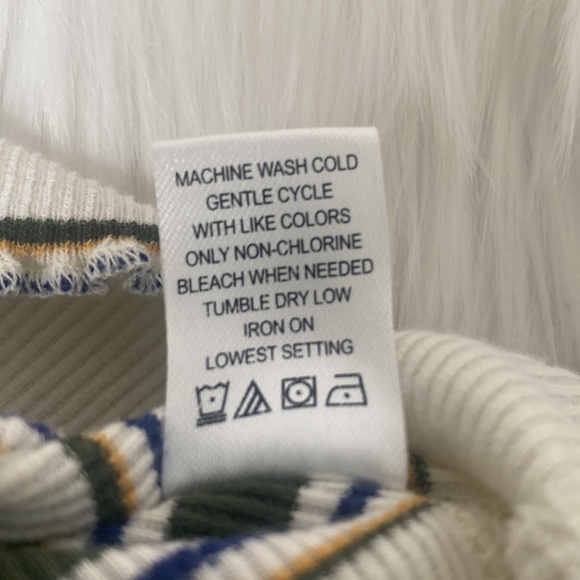 MACHINE WASH COLD
GENTLE CYCLE
WITH LIKE COLORS
ONLY NON-CHLORINE
BLEACH WHEN NEEDED
TUMBLE DRY LOW
IRON ON
LOWEST SETTING